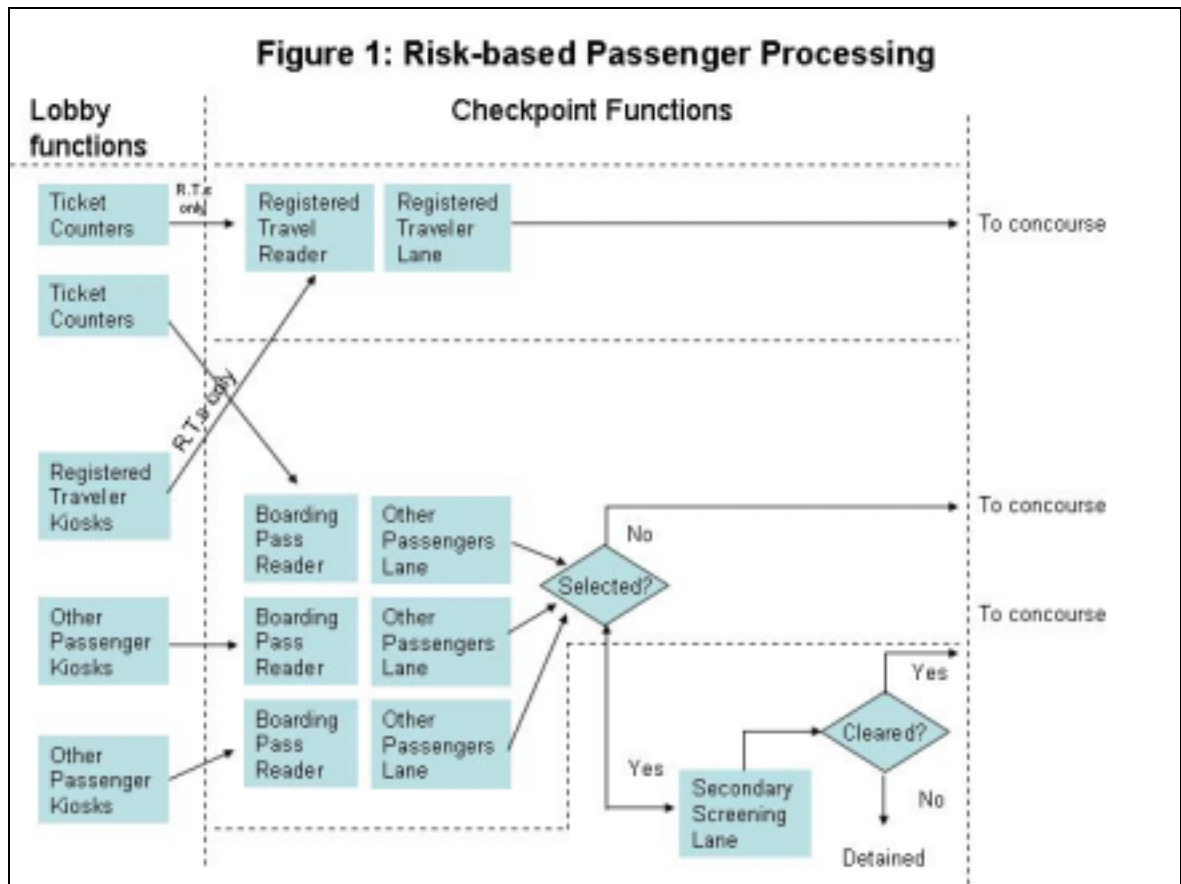 Figure 1: Risk-based Passenger Processing
Lobby
functions
Checkpoint Functions
Ticket
Counters
R.T.s
only
Registered
Travel
Reader
Registered
Traveler
Lane
To concourse
Ticket
Counters
R.T.s only
Registered
Traveler
Kiosks
Boarding
Pass
Reader
Other
Passengers
Lane
No
To concourse
Selected?
Other
Passenger
Kiosks
Boarding
Pass
Reader
Other
Passengers
Lane
To concourse
Yes
Other
Passenger
Kiosks
Boarding
Pass
Reader
Other
Passengers
Lane
Cleared?
Yes
Secondary
Screening
Lane
No
Detained